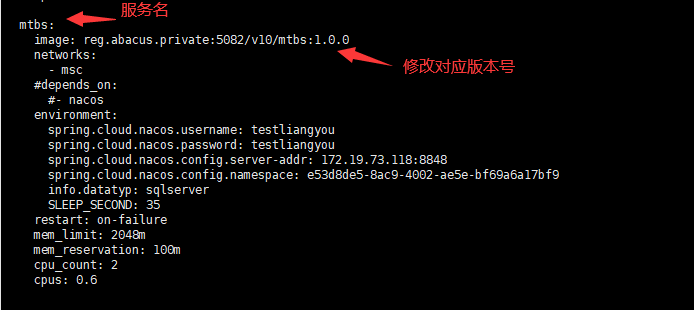 服务名
mtbs:
image: reg.abacus.private:5082/v10/mtbs:1.0.0
修改对应版本号
networks:
- msc
#depends_on:
#- nacos
environment:
spring.cloud.nacos.username: testliangyou
spring.cloud.nacos.password: testliangyou
spring.cloud.nacos.config.server-addr: 172.19.73.118:8848
spring.cloud.nacos.config.namespace: e53d8de5-8ac9-4002-ae5e-bf69a6a17bf9
info.datatyp: sqlserver
SLEEP_SECOND: 35
restart: on-failure
mem_limit: 2048m
mem_reservation: 100m
cpu_count: 2
cpus: 0.6